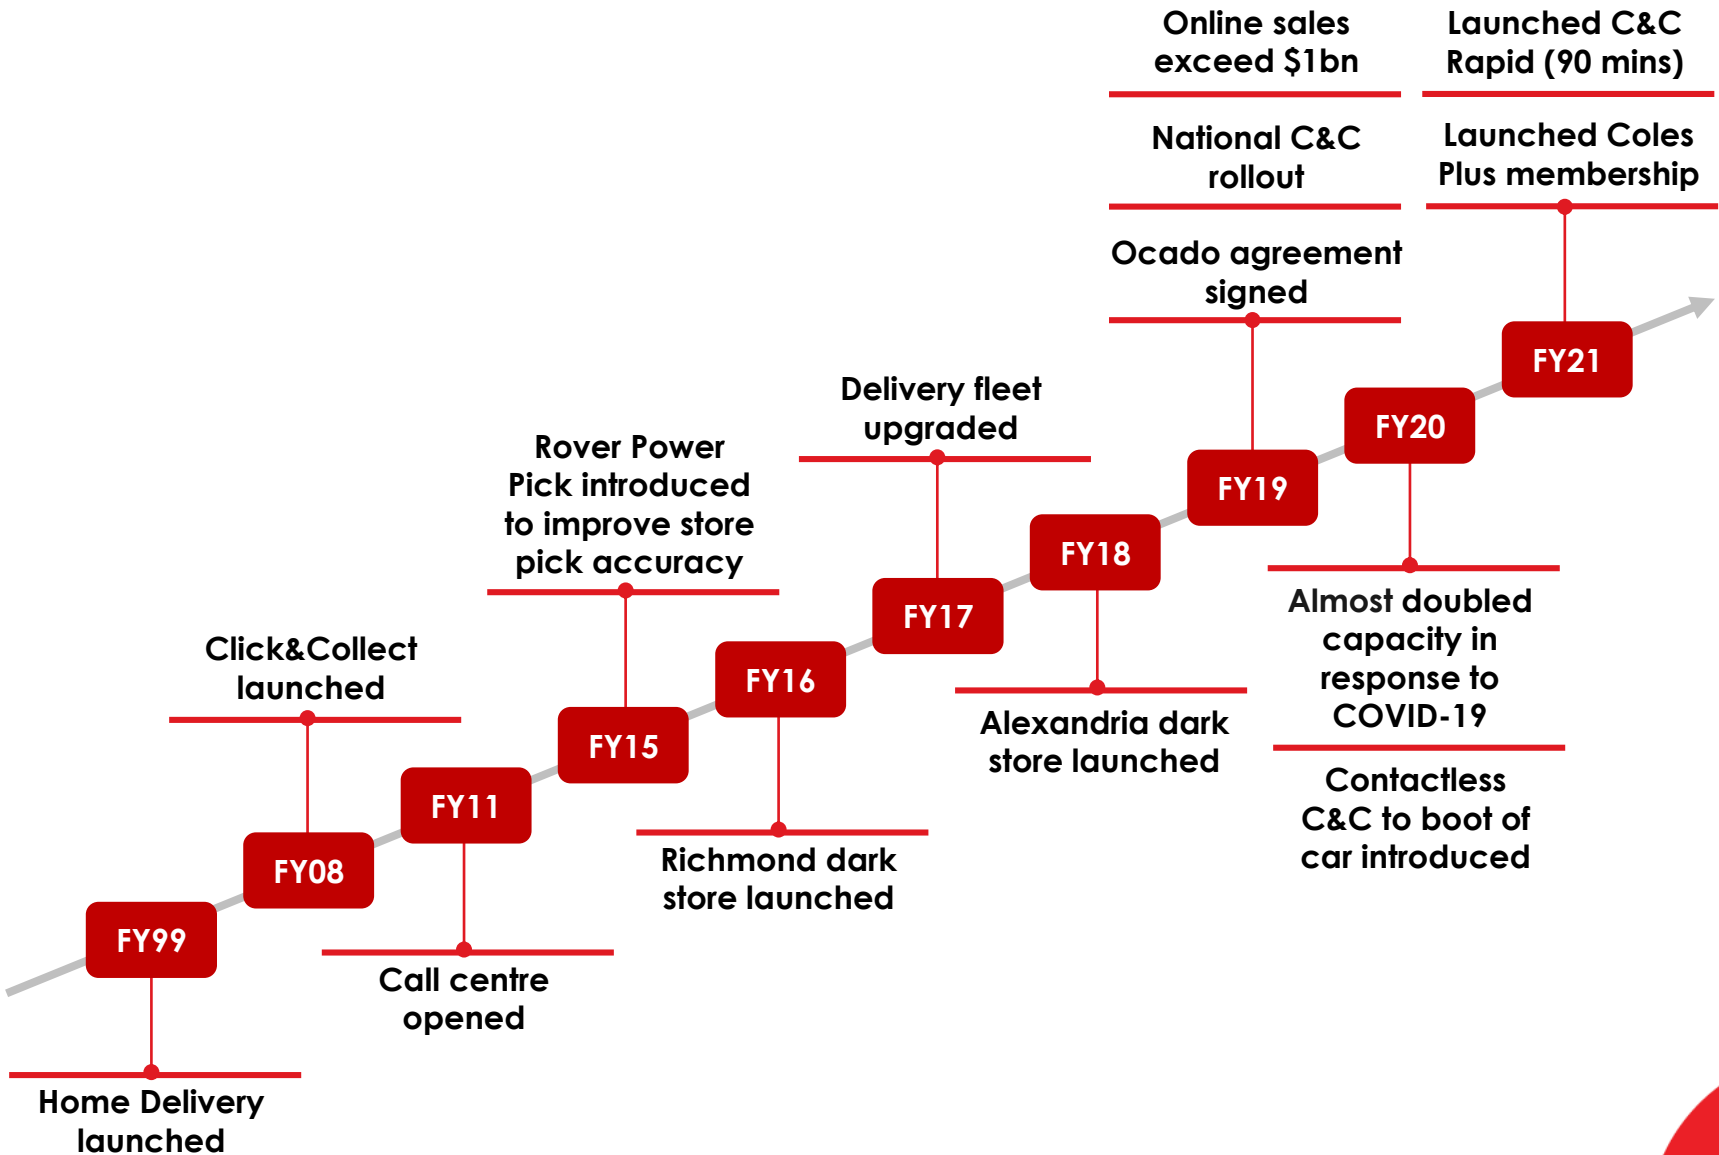 Online sales
exceed $1bn
Launched C&C
Rapid (90 mins)
National C&C
rollout
Launched Coles
Plus membership
Ocado agreement
signed
FY21
Delivery fleet
upgraded
FY20
Rover Power
Pick introduced
to improve store
pick accuracy
FY19
FY18
Almost doubled
capacity in
response to
COVID-19
FY17
Click&Collect
launched
FY16
Alexandria dark
store launched
FY15
Contactless
C&C to boot of
car introduced
FY11
Richmond dark
store launched
FY08
FY99
Call centre
opened
Home Delivery
launched